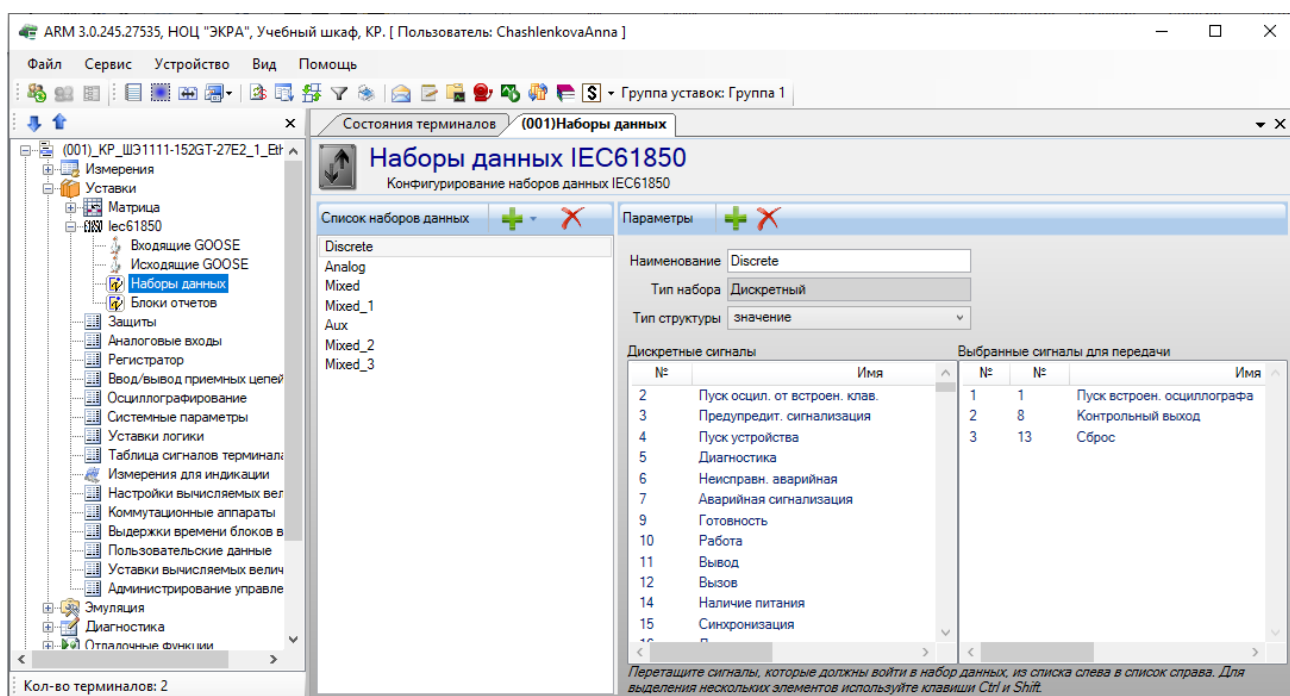 ARM 3.0.245.27535, НОЦ "ЭКРА", Учебный шкаф, КР. [ Пользователь: ChashlenkovaAnna ]
Файл Сервис Устройство Вид Помощь
Группа уставок: Группа 1
Состояния терминалов (001)Наборы данных
(001)_КР_ШЭ1111-152GT-27E2_1_Eth
Измерения
Уставки
Матрица
Iec61850
Входящие GOOSE
Исходящие GOOSE
Наборы данных
Блоки отчетов
Защиты
Аналоговые входы
Регистратор
Ввод/вывод приемных цепей
Осциллографирование
Системные параметры
Уставки логики
Таблица сигналов терминала
Измерения для индикации
Настройки вычисляемых вел
Коммутационные аппараты
Выдержки времени блоков в
Пользовательские данные
Уставки вычисляемых велич
Администрирование управле
Эмуляция
Диагностика
Отладочные функции
Кол-во терминалов: 2
Наборы данных IEC61850
Конфигурирование наборов данных IEC61850
Список наборов данных
Discrete
Analog
Mixed
Mixed_1
Aux
Mixed_2
Mixed_3
Параметры
Наименование Discrete
Тип набора Дискретный
Тип структуры значение
Дискретные сигналы
№ Имя
2 Пуск осцил. от встроен. клав.
3 Предупредит. сигнализация
4 Пуск устройства
5 Диагностика
6 Неисправн. аварийная
7 Аварийная сигнализация
9 Готовность
10 Работа
11 Вывод
12 Вызов
14 Наличие питания
15 Синхронизация
Выбранные сигналы для передачи
№ № Имя
1 1 Пуск встроен. осциллографа
2 8 Контрольный выход
3 13 Сброс
Перетащите сигналы, которые должны войти в набор данных, из списка слева в список справа. Для
выделения нескольких элементов используйте клавиши Ctrl и Shift.